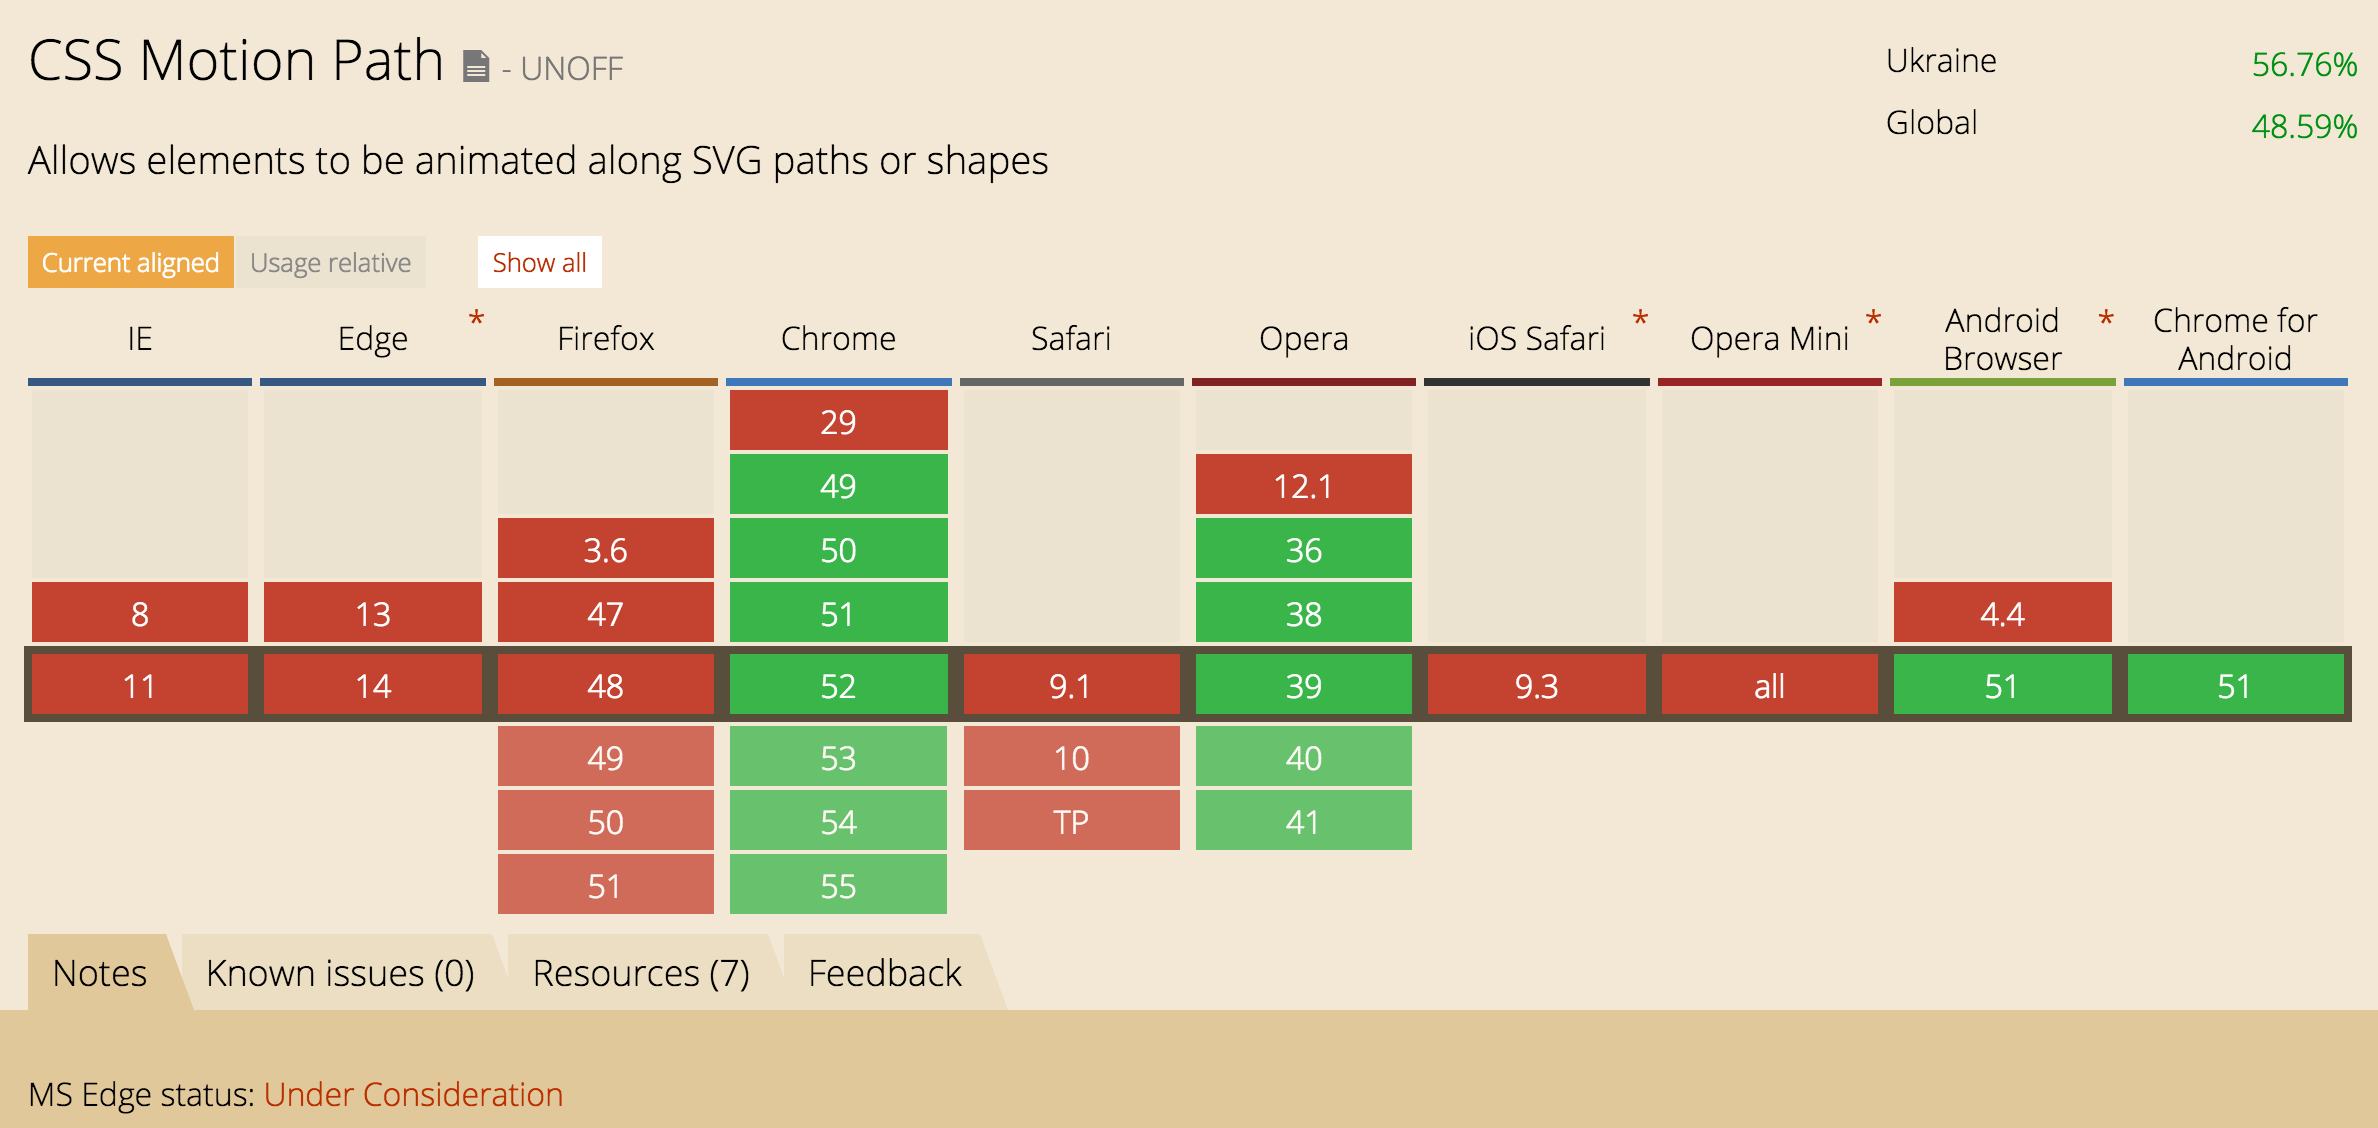 CSS Motion Path - UNOFF
Ukraine 56.76%
Global 48.59%
Allows elements to be animated along SVG paths or shapes
Current aligned Usage relative Show all
IE Edge * Firefox Chrome Safari Opera iOS Safari * Opera Mini * Android Browser * Chrome for Android
29
49 12.1
3.6 50 36
8 13 47 51 38 4.4
11 14 48 52 9.1 39 9.3 all 51 51
49 53 10 40
50 54 TP 41
51 55
Notes Known issues (0) Resources (7) Feedback
MS Edge status: Under Consideration